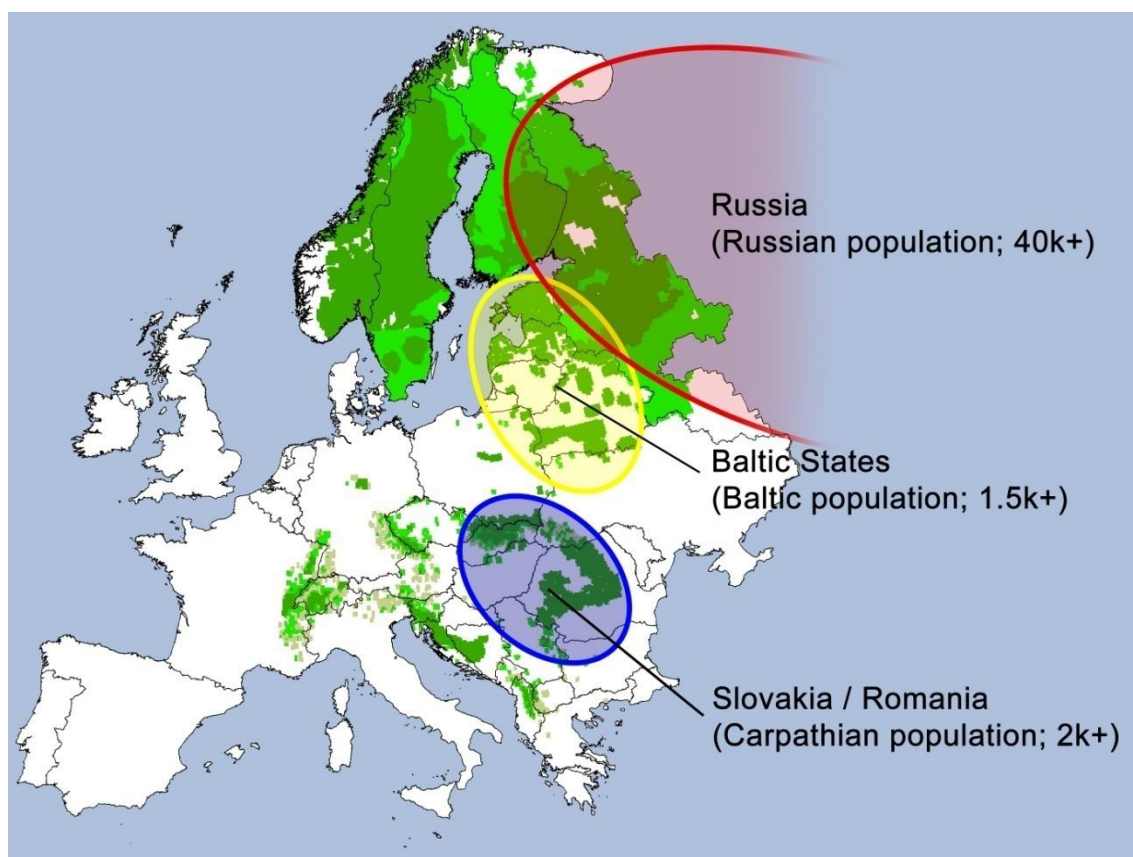 Russia
(Russian population; 40k+)
Baltic States
(Baltic population; 1.5k+)
Slovakia / Romania
(Carpathian population; 2k+)